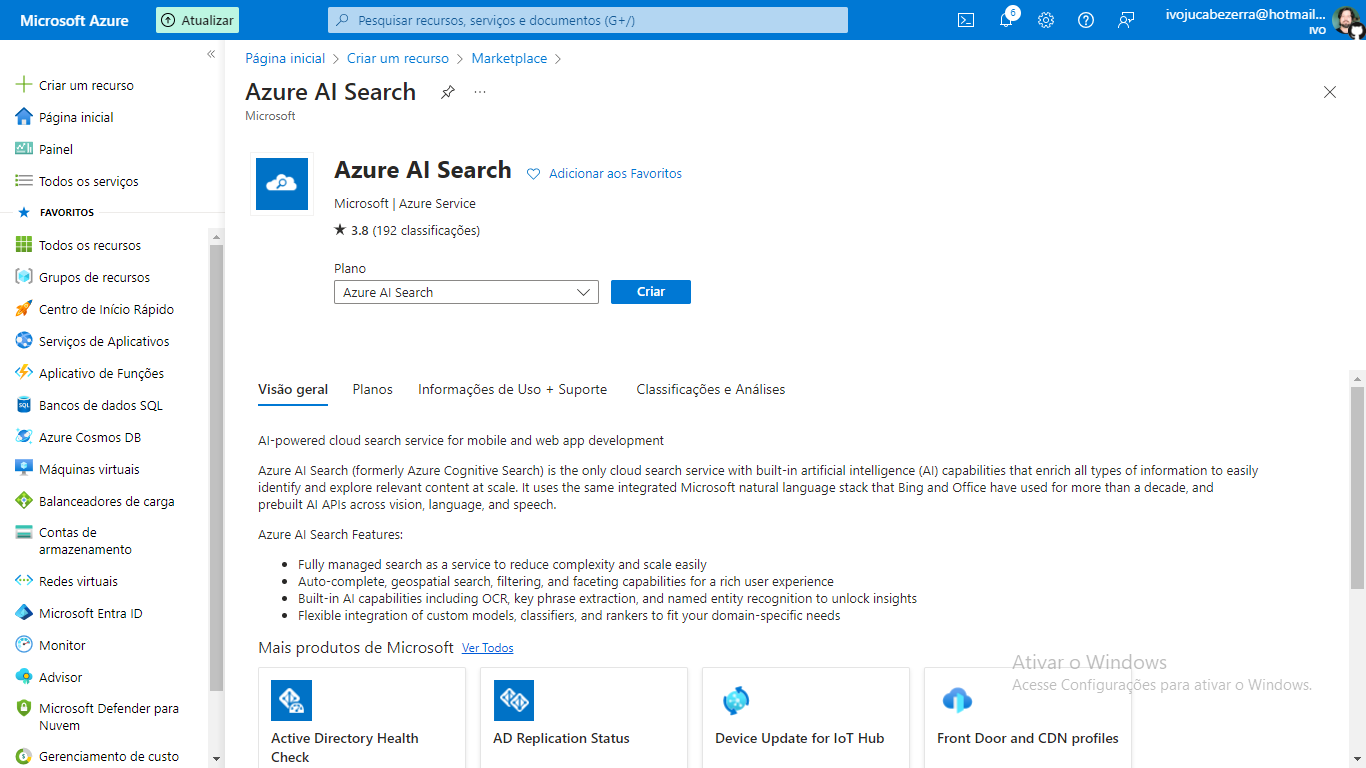 Microsoft Azure
Atualizar
Pesquisar recursos, serviços e documentos (G+/)
6
ivojucabezerra@hotmail...
IVO
«
Criar um recurso
Página inicial
Painel
Todos os serviços
FAVORITOS
Todos os recursos
Grupos de recursos
Centro de Início Rápido
Serviços de Aplicativos
Aplicativo de Funções
Bancos de dados SQL
Azure Cosmos DB
Máquinas virtuais
Balanceadores de carga
Contas de
armazenamento
Redes virtuais
Microsoft Entra ID
Monitor
Advisor
Microsoft Defender para
Nuvem
Gerenciamento de custo
Página inicial > Criar um recurso > Marketplace >
Azure AI Search ...
Microsoft
Azure AI Search
Adicionar aos Favoritos
Microsoft | Azure Service
★ 3.8 (192 classificações)
Plano
Azure AI Search
Criar
Visão geral
Planos
Informações de Uso + Suporte
Classificações e Análises
AI-powered cloud search service for mobile and web app development
Azure AI Search (formerly Azure Cognitive Search) is the only cloud search service with built-in artificial intelligence (AI) capabilities that enrich all types of information to easily
identify and explore relevant content at scale. It uses the same integrated Microsoft natural language stack that Bing and Office have used for more than a decade, and
prebuilt AI APIs across vision, language, and speech.
Azure AI Search Features:
• Fully managed search as a service to reduce complexity and scale easily
• Auto-complete, geospatial search, filtering, and faceting capabilities for a rich user experience
• Built-in AI capabilities including OCR, key phrase extraction, and named entity recognition to unlock insights
• Flexible integration of custom models, classifiers, and rankers to fit your domain-specific needs
Mais produtos de Microsoft Ver Todos
Active Directory Health
Check
AD Replication Status
Device Update for IoT Hub
Front Door and CDN profiles
Ativar o Windows
Acesse Configurações para ativar o Windows.